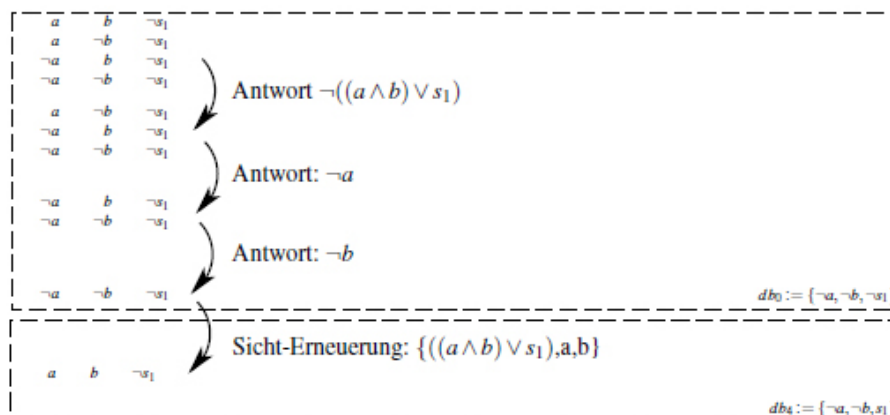 a b ¬s₁
a ¬b ¬s₁
¬a b ¬s₁
¬a ¬b ¬s₁
Antwort ¬((a ∧ b) ∨ s₁)
a ¬b ¬s₁
¬a b ¬s₁
¬a ¬b ¬s₁
Antwort: ¬a
¬a b ¬s₁
¬a ¬b ¬s₁
Antwort: ¬b
¬a ¬b ¬s₁
db₀ := {¬a,¬b,¬s₁
Sicht-Erneuerung: {((a ∧ b) ∨ s₁),a,b}
a b ¬s₁
db₄ := {¬a,¬b,s₁